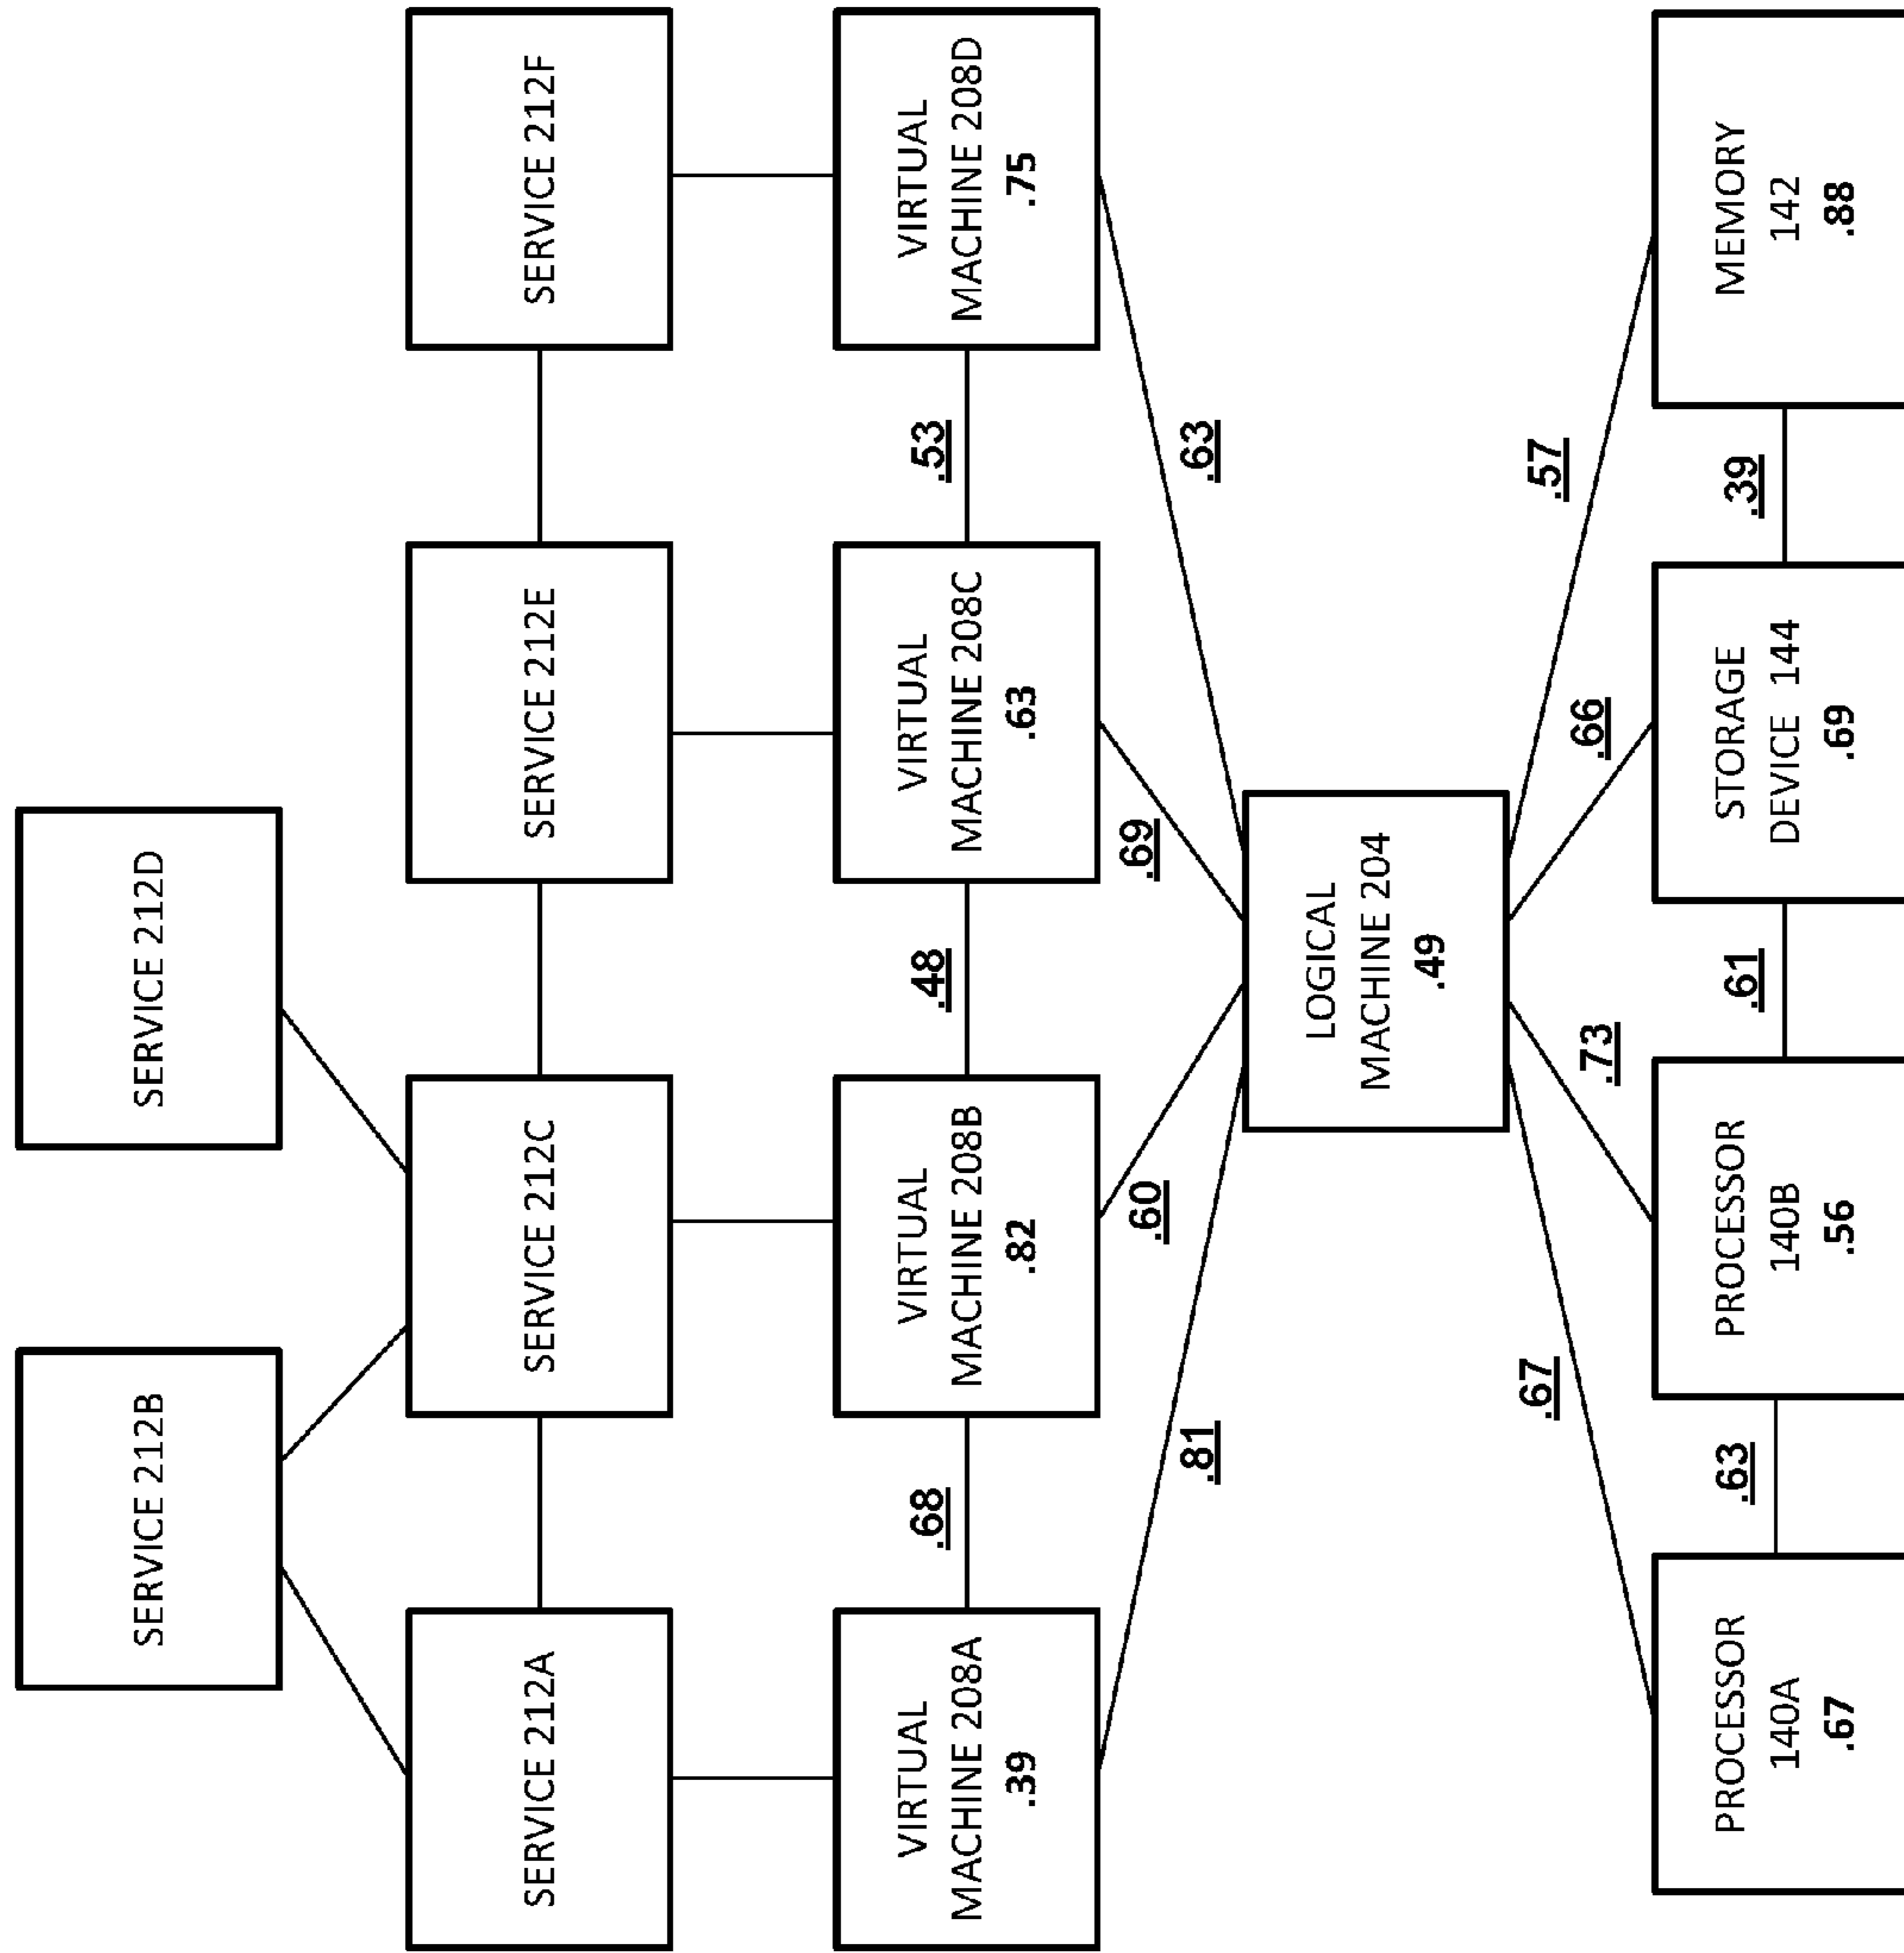 SERVICE 212B
SERVICE 212D
SERVICE 212A
SERVICE 212C
SERVICE 212E
SERVICE 212F
VIRTUAL
MACHINE 208A
.39
.68
VIRTUAL
MACHINE 208B
.82
.48
VIRTUAL
MACHINE 208C
.63
.53
VIRTUAL
MACHINE 208D
.75
.81
.60
.69
.63
LOGICAL
MACHINE 204
.49
.67
.73
.66
.57
PROCESSOR
140A
.67
.63
PROCESSOR
140B
.56
.61
STORAGE
DEVICE 144
.69
.39
MEMORY
142
.88